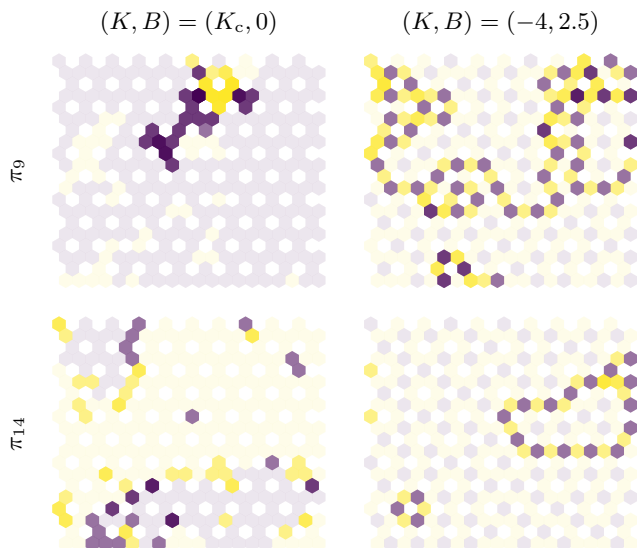 (K, B) = (K_c, 0)
(K, B) = (−4, 2.5)
π_9
π_14